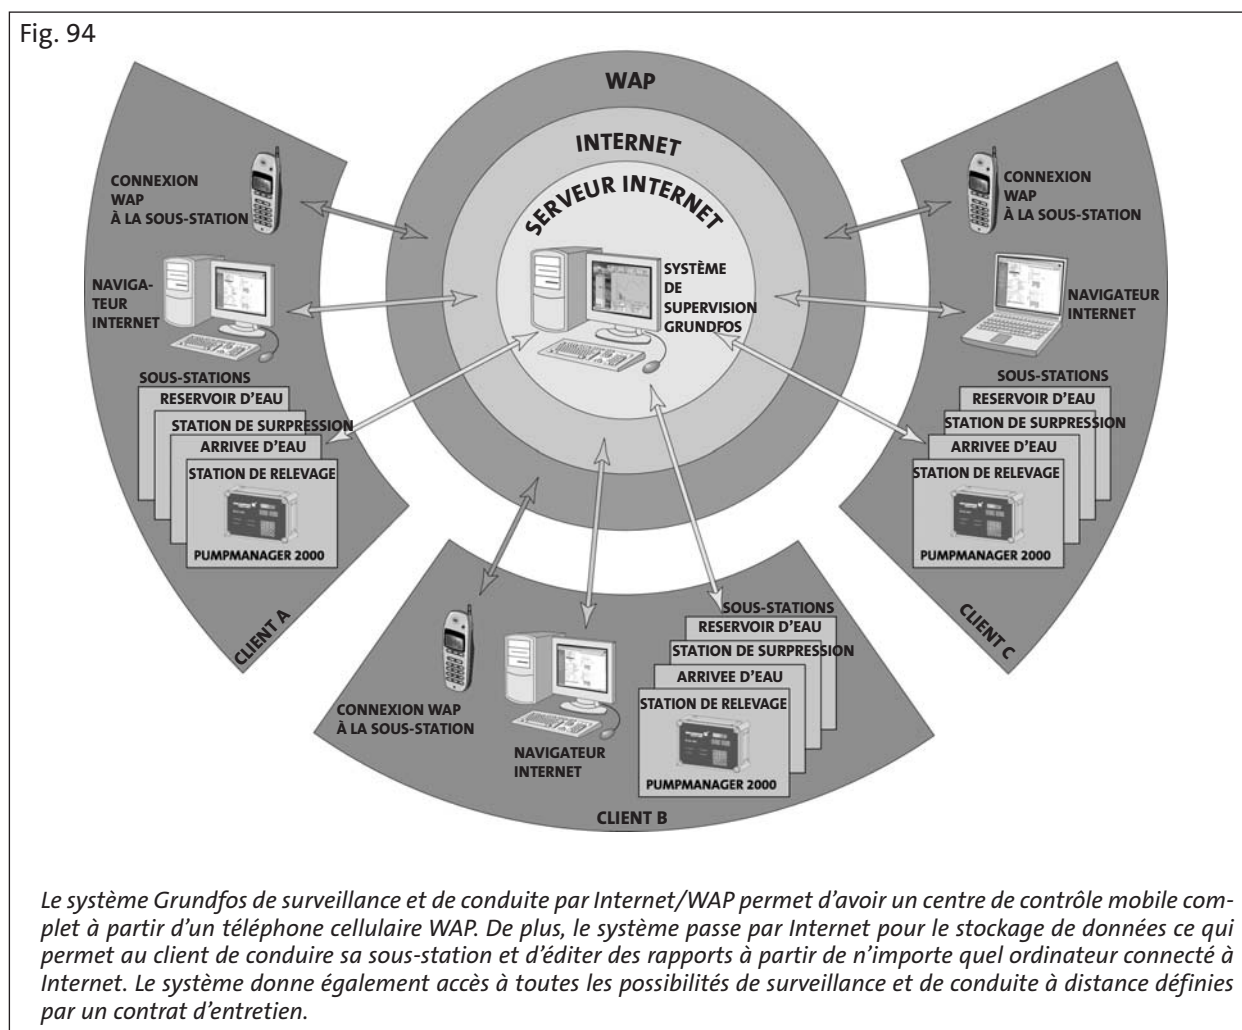 Fig. 94
WAP
INTERNET
SERVEUR INTERNET
SYSTÈME
DE
SUPERVISION
GRUNDFOS
CONNEXION
WAP
À LA SOUS-STATION
NAVIGA-
TEUR
INTERNET
SOUS-STATIONS
RESERVOIR D'EAU
STATION DE SURPRESSION
ARRIVEE D'EAU
STATION DE RELEVAGE
PUMPMANAGER 2000
CLIENT A
CONNEXION WAP
À LA SOUS-STATION
NAVIGATEUR
INTERNET
SOUS-STATIONS
RESERVOIR D'EAU
STATION DE SURPRESSION
ARRIVEE D'EAU
STATION DE RELEVAGE
PUMPMANAGER 2000
CLIENT B
CONNEXION
WAP
À LA SOUS-STATION
NAVIGATEUR
INTERNET
SOUS-STATIONS
RESERVOIR D'EAU
STATION DE SURPRESSION
ARRIVEE D'EAU
STATION DE RELEVAGE
PUMPMANAGER 2000
CLIENT C
Le système Grundfos de surveillance et de conduite par Internet/WAP permet d'avoir un centre de contrôle mobile com-
plet à partir d'un téléphone cellulaire WAP. De plus, le système passe par Internet pour le stockage de données ce qui
permet au client de conduire sa sous-station et d'éditer des rapports à partir de n'importe quel ordinateur connecté à
Internet. Le système donne également accès à toutes les possibilités de surveillance et de conduite à distance définies
par un contrat d'entretien.